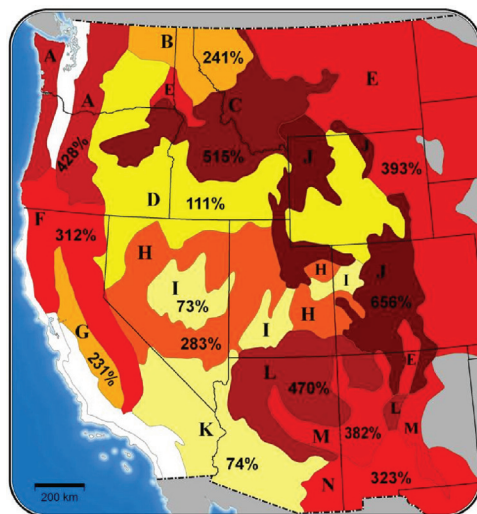 B
241%
A
E
A
E
C
J
J
428%
515%
393%
D
111%
F
312%
H
H
I
J
I
73%
656%
G
I
H
283%
231%
E
L
470%
L
K
M
382%
M
74%
N
323%
200 km